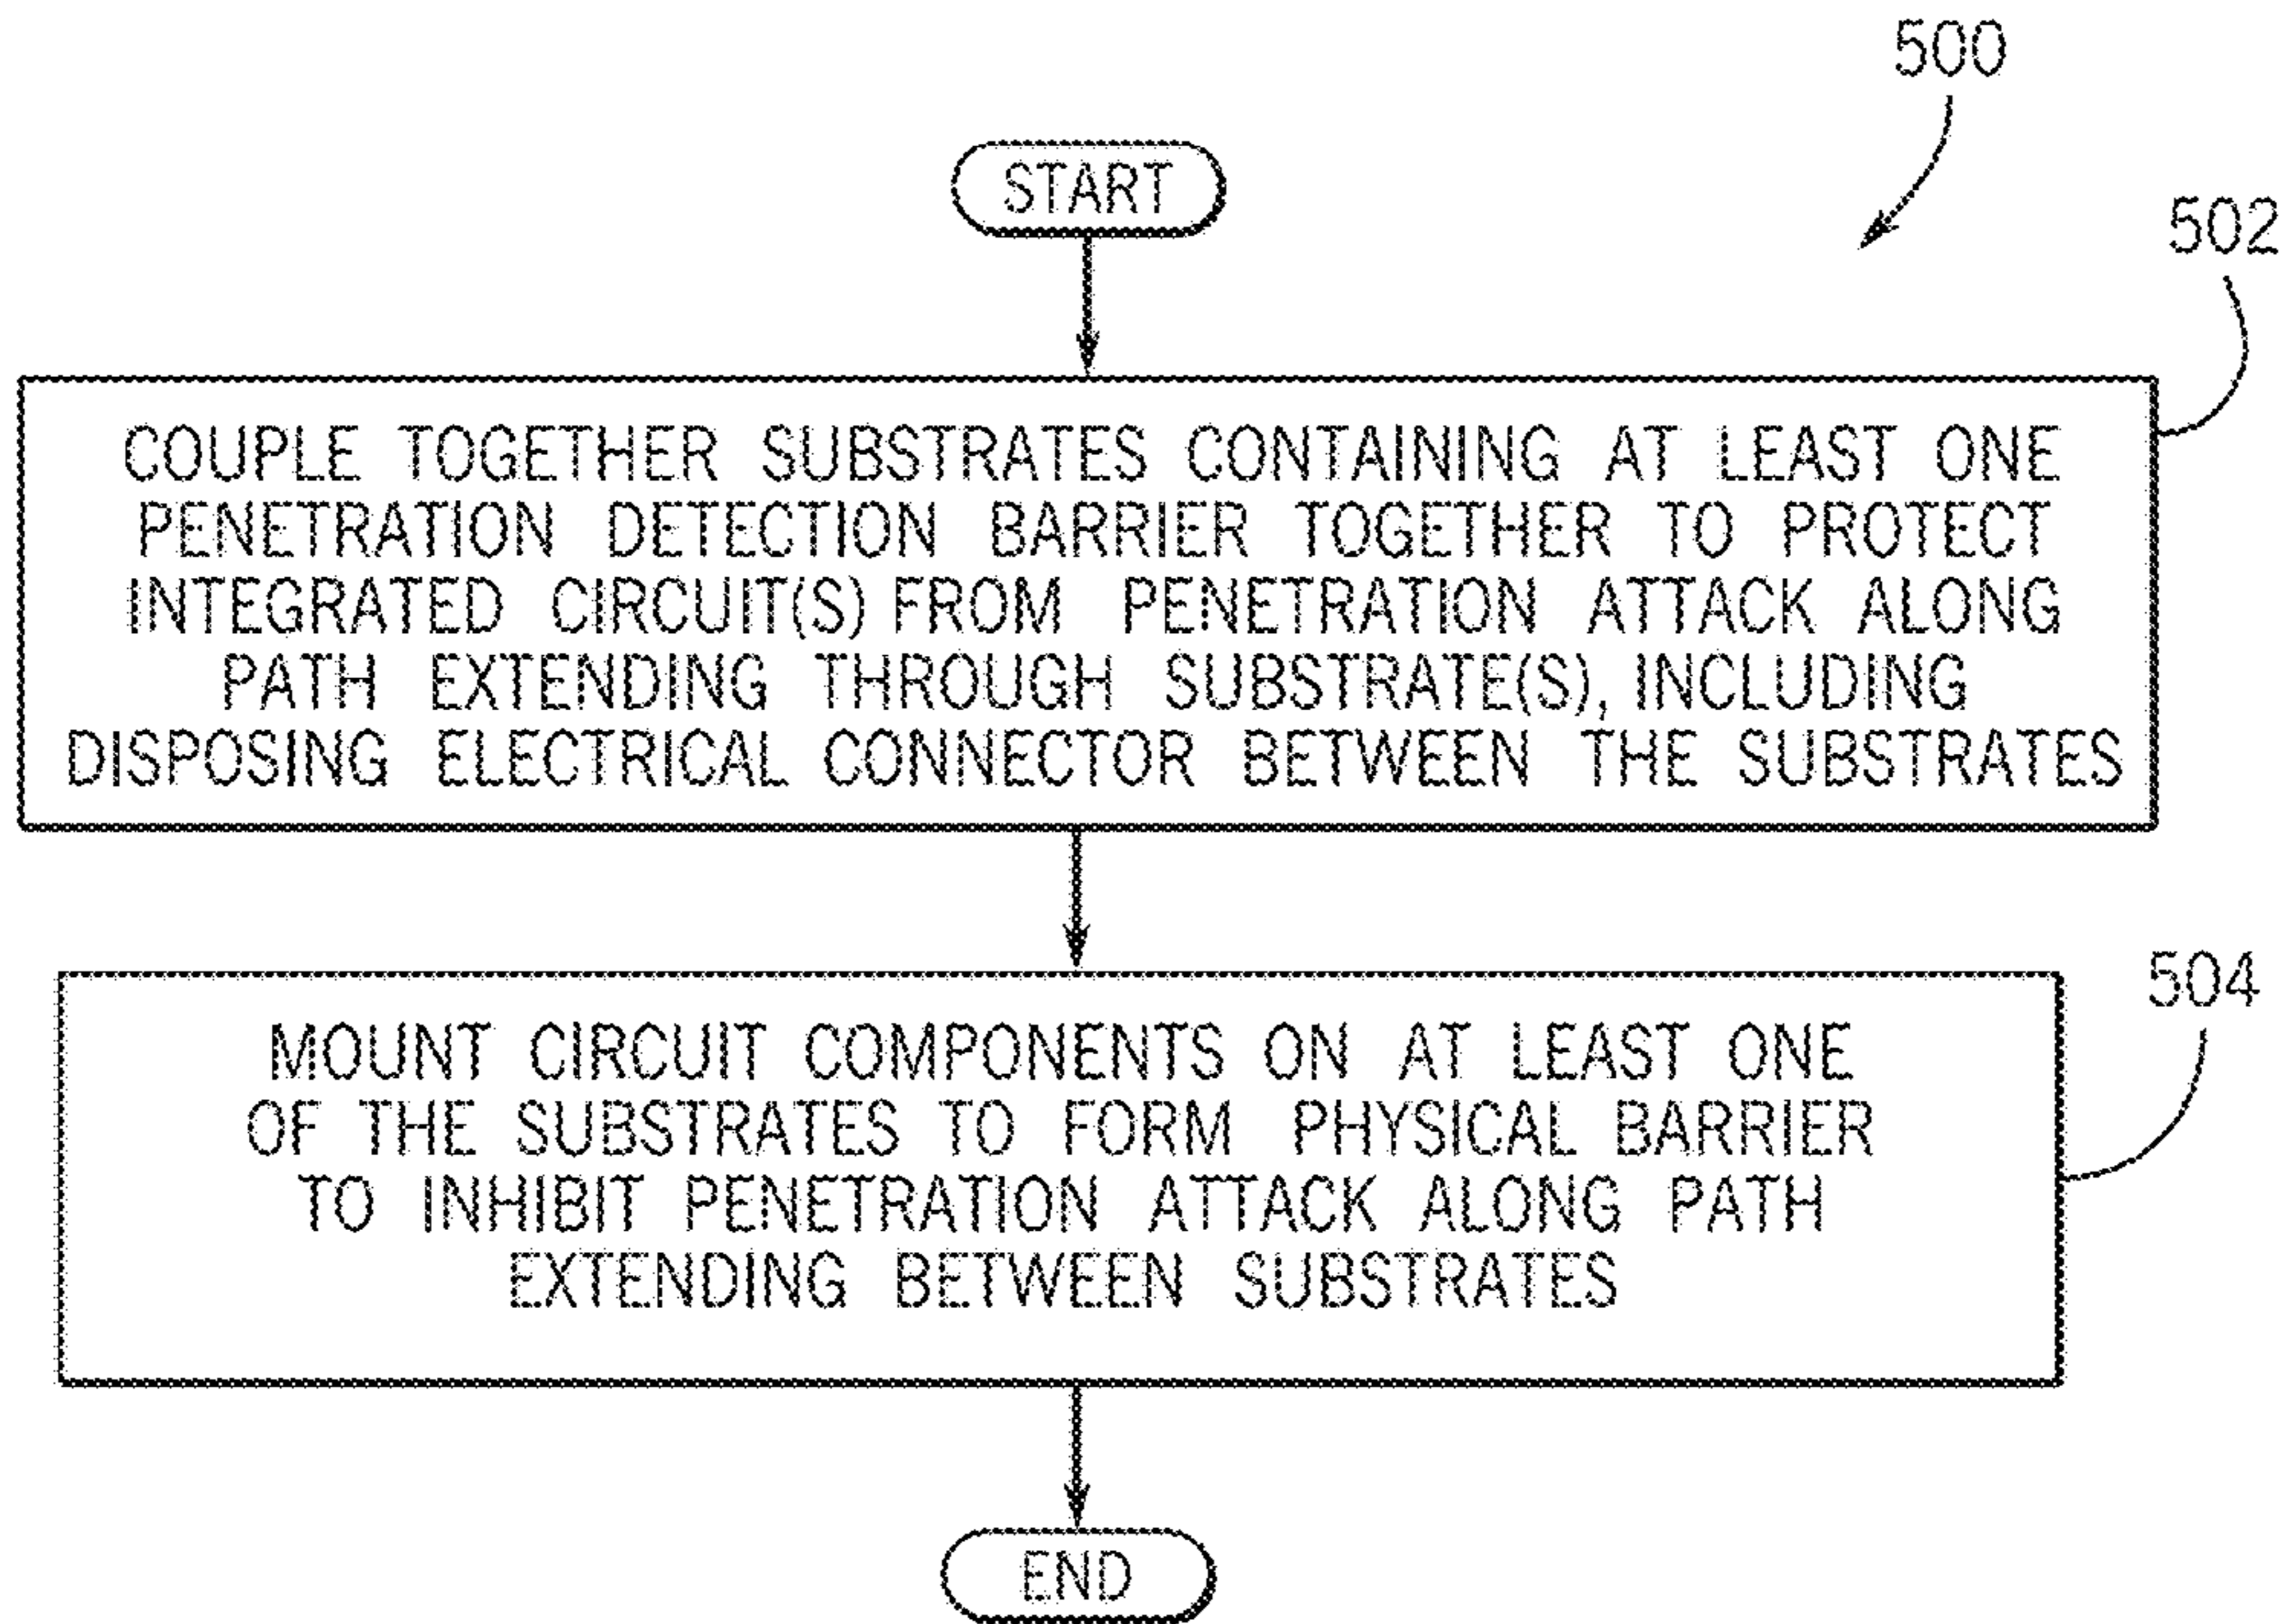 500
START
502
COUPLE TOGETHER SUBSTRATES CONTAINING AT LEAST ONE
PENETRATION DETECTION BARRIER TOGETHER TO PROTECT
INTEGRATED CIRCUIT(S) FROM PENETRATION ATTACK ALONG
PATH EXTENDING THROUGH SUBSTRATE(S), INCLUDING
DISPOSING ELECTRICAL CONNECTOR BETWEEN THE SUBSTRATES
504
MOUNT CIRCUIT COMPONENTS ON AT LEAST ONE
OF THE SUBSTRATES TO FORM PHYSICAL BARRIER
TO INHIBIT PENETRATION ATTACK ALONG PATH
EXTENDING BETWEEN SUBSTRATES
END